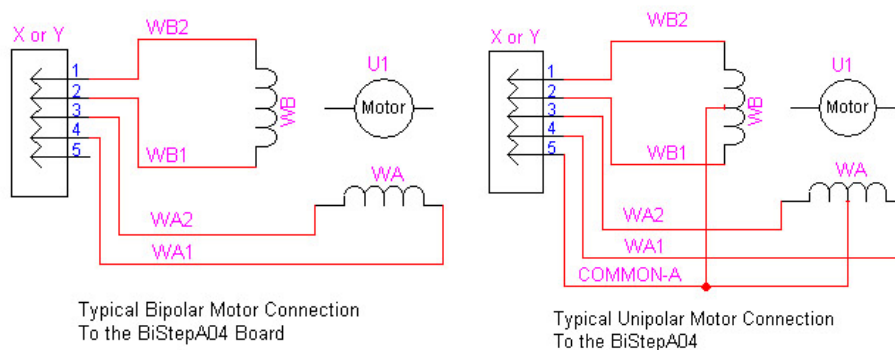 X or Y
WB2
1
2
3
4
5
WB
WB1
U1
Motor
WA
WA2
WA1
Typical Bipolar Motor Connection
To the BiStepA04 Board
X or Y
WB2
1
2
3
4
5
WB
WB1
U1
Motor
WA
WA2
WA1
COMMON-A
Typical Unipolar Motor Connection
To the BiStepA04